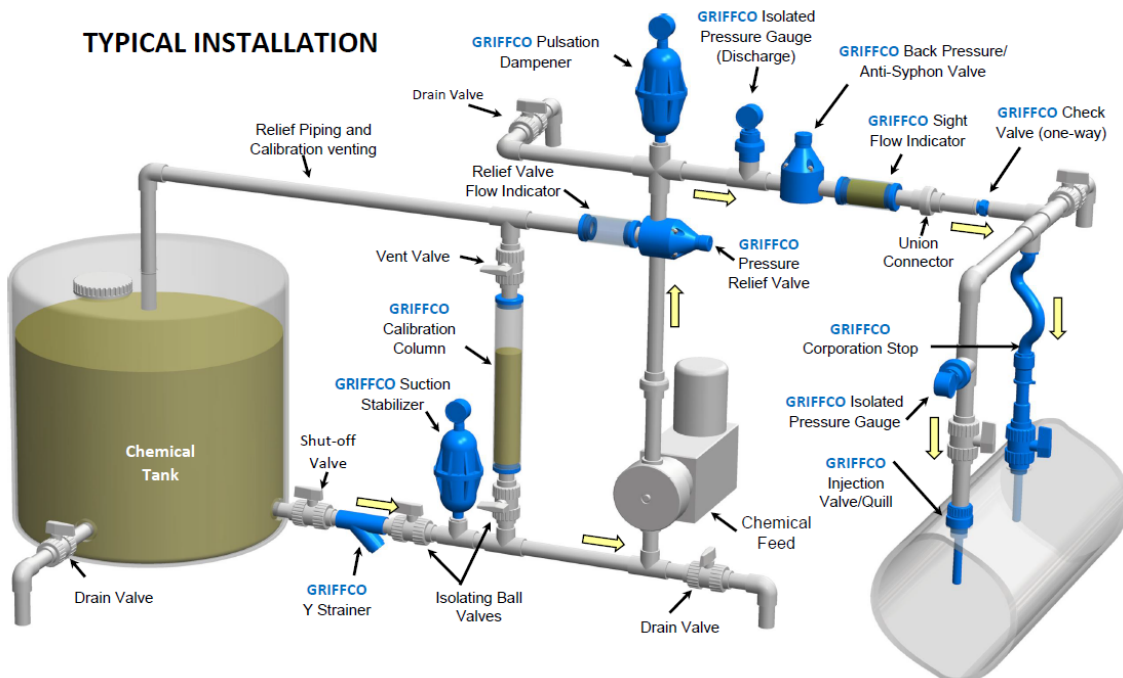 TYPICAL INSTALLATION
GRIFFCO Pulsation
Dampener
GRIFFCO Isolated
Pressure Gauge
(Discharge)
GRIFFCO Back Pressure/
Anti-Syphon Valve
Drain Valve
GRIFFCO Sight
Flow Indicator
GRIFFCO Check
Valve (one-way)
Relief Piping and
Calibration venting
Relief Valve
Flow Indicator
Union
Connector
Vent Valve
GRIFFCO
Pressure
Relief Valve
GRIFFCO
Calibration
Column
GRIFFCO
Corporation Stop
GRIFFCO Suction
Stabilizer
GRIFFCO Isolated
Pressure Gauge
Chemical
Tank
Shut-off
Valve
GRIFFCO
Injection
Valve/Quill
Chemical
Feed
Drain Valve
GRIFFCO
Y Strainer
Isolating Ball
Valves
Drain Valve